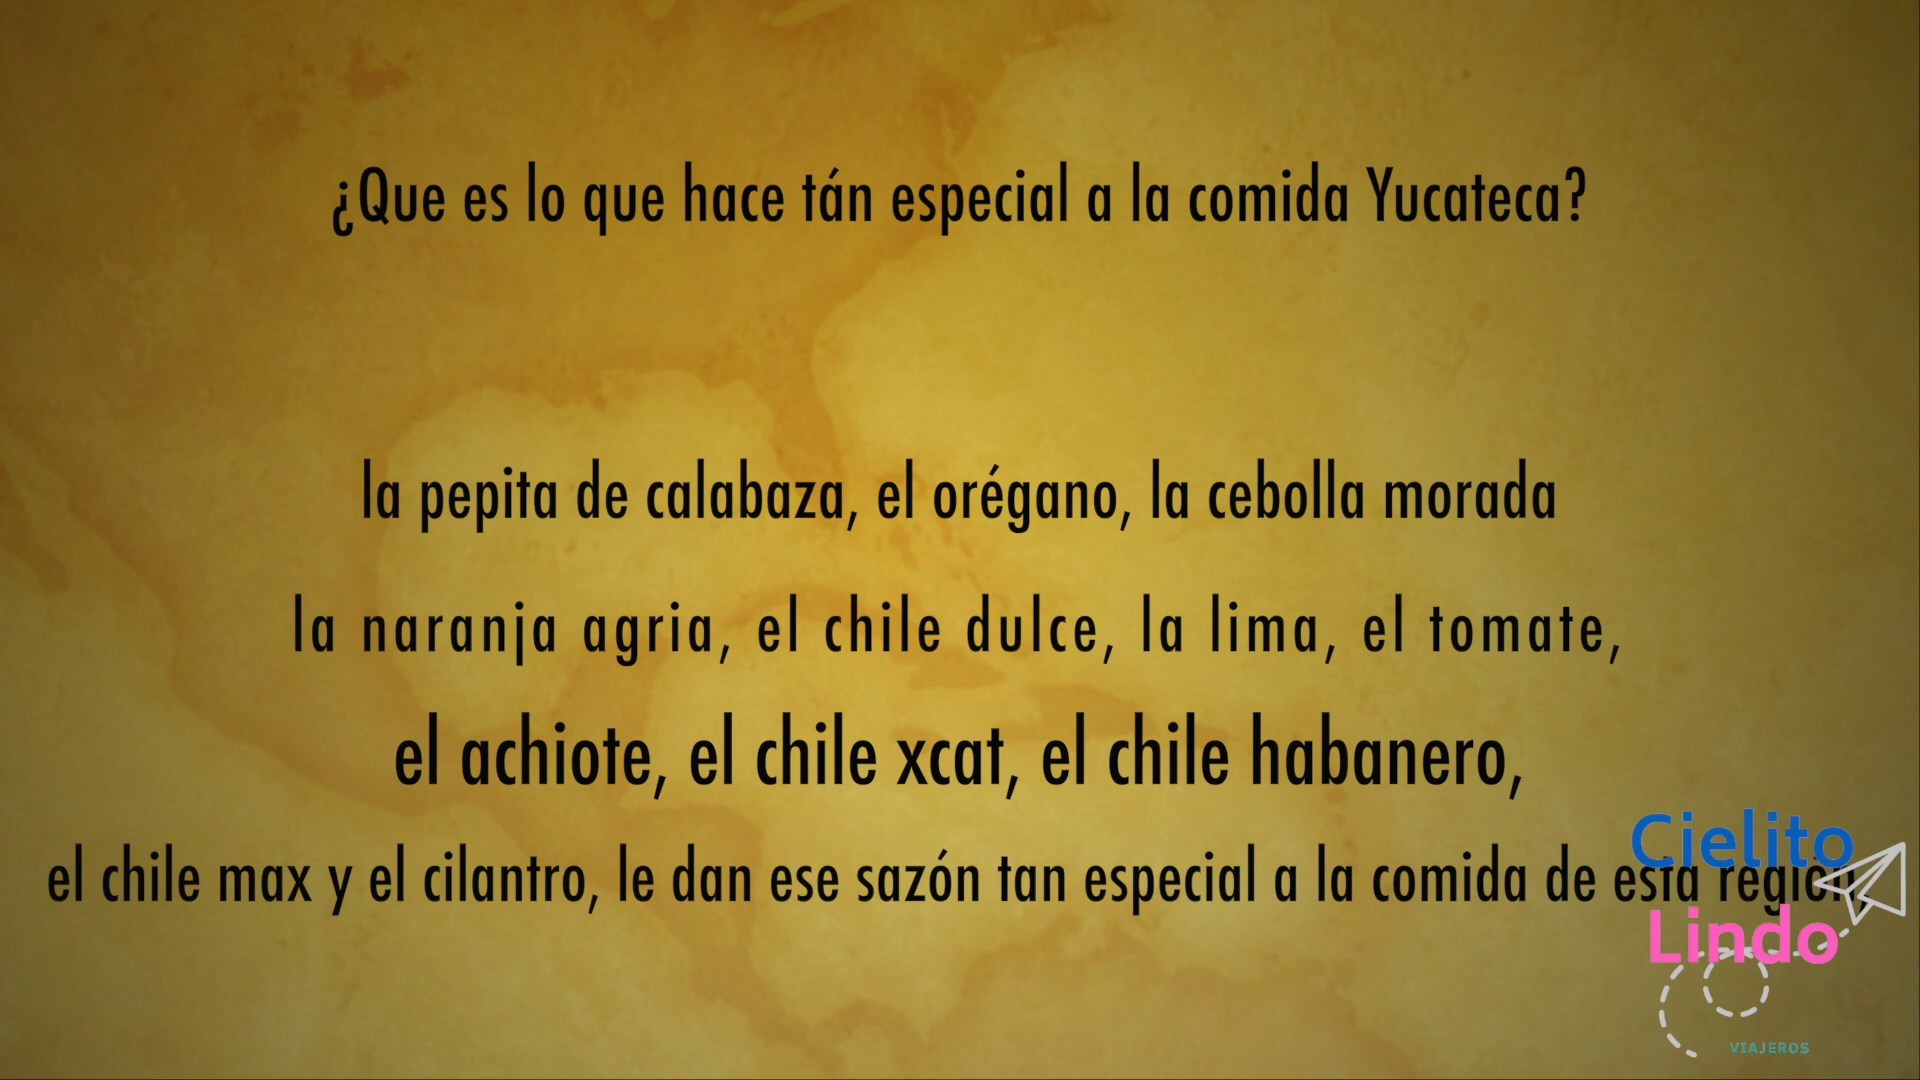 ¿Que es lo que hace tán especial a la comida Yucateca?
la pepita de calabaza, el orégano, la cebolla morada
la naranja agria, el chile dulce, la lima, el tomate,
el achiote, el chile xcat, el chile habanero,
el chile max y el cilantro, le dan ese sazón tan especial a la comida de esta región,
Cielito
Lindo
VIAJEROS